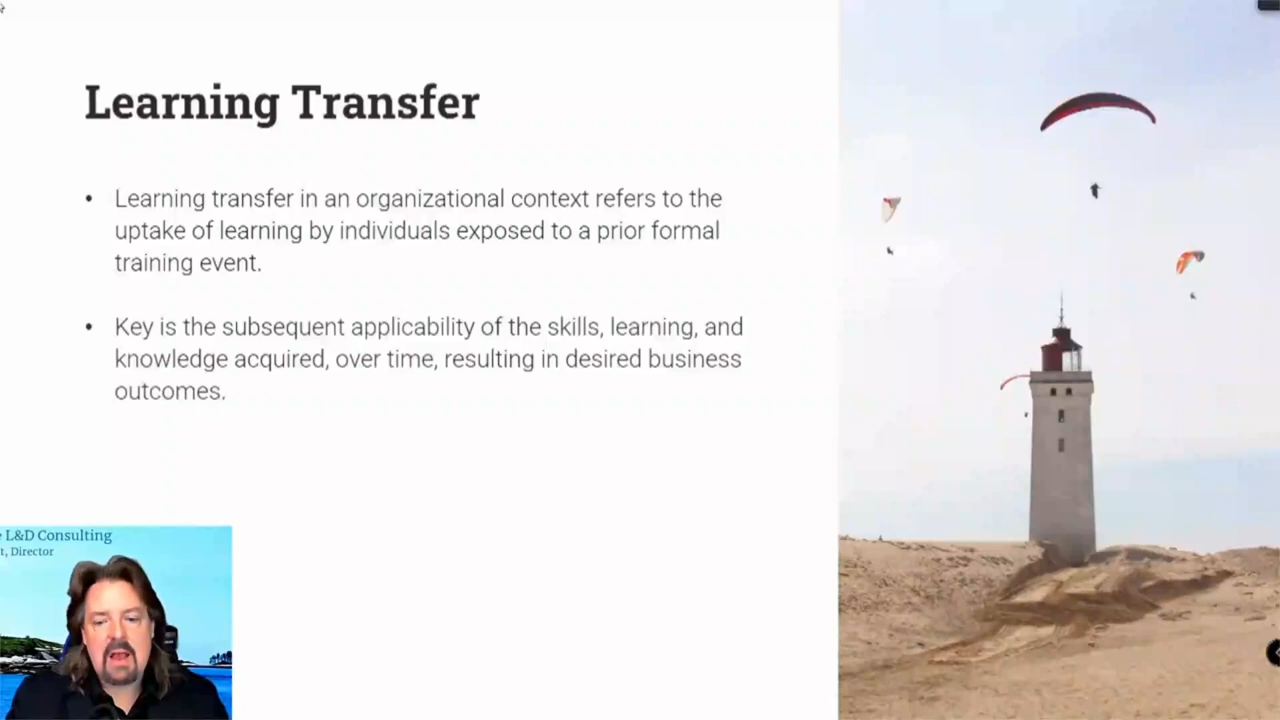 Learning Transfer
• Learning transfer in an organizational context refers to the
uptake of learning by individuals exposed to a prior formal
training event.
• Key is the subsequent applicability of the skills, learning, and
knowledge acquired, over time, resulting in desired business
outcomes.
L&D Consulting
, Director